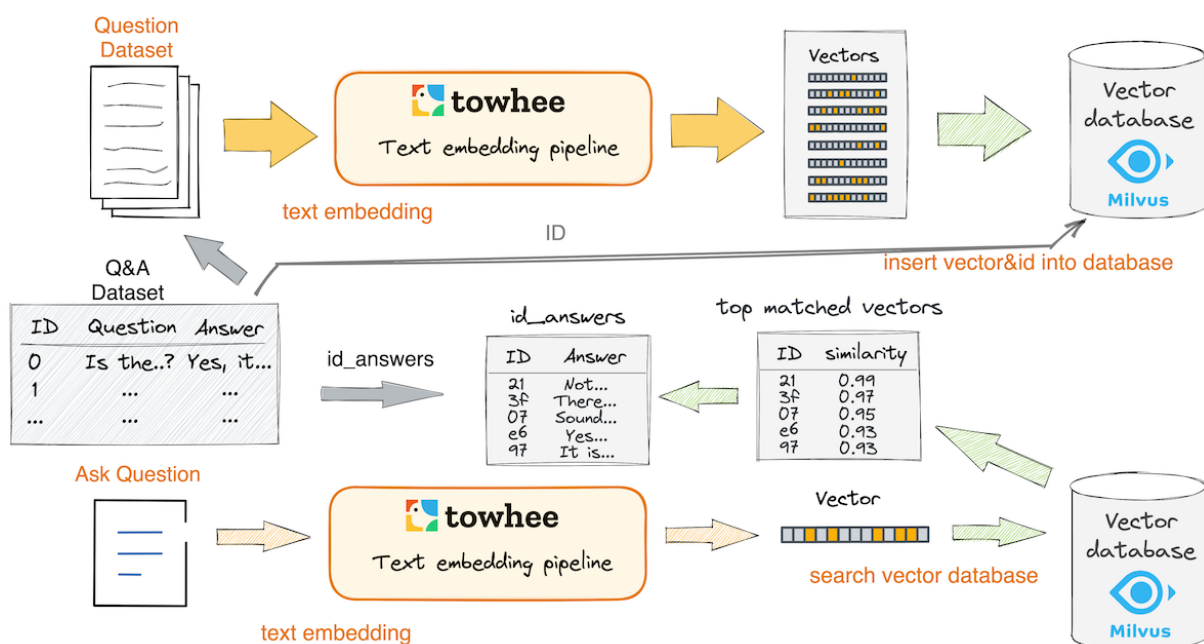 Question
Dataset
towhee
Text embedding pipeline
text embedding
Vectors
Vector
database
Milvus
ID
insert vector&id into database
Q&A
Dataset
ID Question Answer
0 Is the..? Yes, it...
1 ... ...
... ... ...
id_answers
id_answers
ID Answer
21 Not...
3f There...
07 Sound...
e6 Yes...
97 It is...
top matched vectors
ID similarity
21 0.99
3f 0.97
07 0.95
e6 0.93
97 0.93
Ask Question
towhee
Text embedding pipeline
text embedding
Vector
search vector database
Vector
database
Milvus